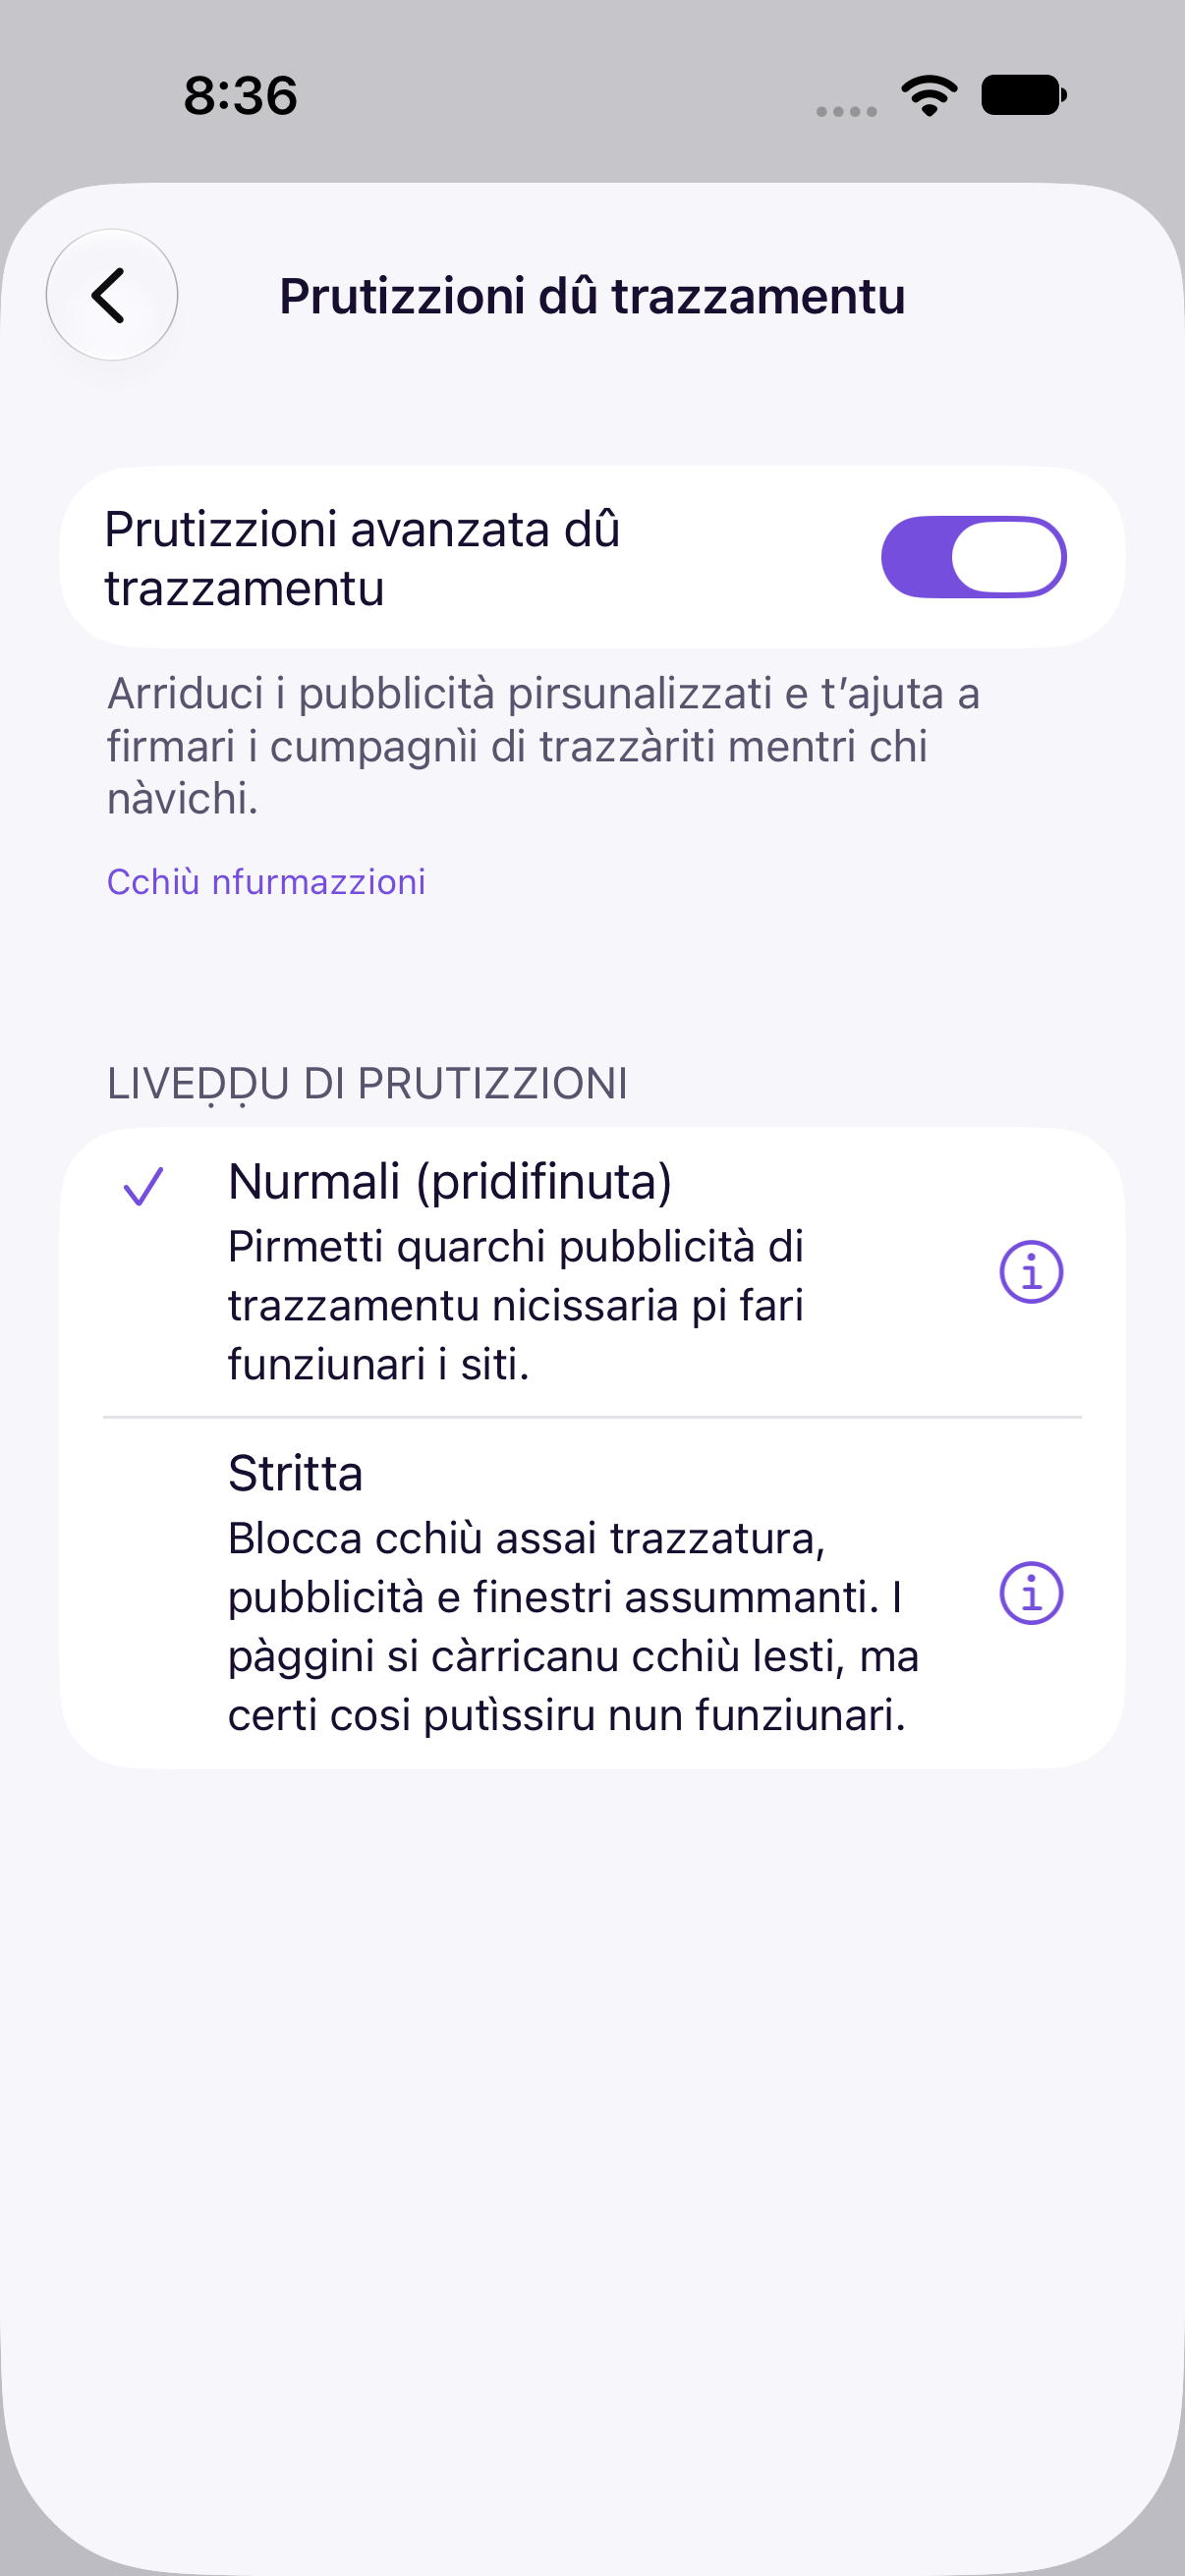 8:36
Prutizzioni dû trazzamentu
Prutizzioni avanzata dû
trazzamentu
Arriduci i pubblicità pirsunalizzati e t’ajuta a
firmari i cumpagnìi di trazzàriti mentri chi
nàvichi.
Cchiù nfurmazzioni
LIVEḌḌU DI PRUTIZZIONI
Nurmali (pridifinuta)
Pirmetti quarchi pubblicità di
trazzamentu nicissaria pi fari
funziunari i siti.
Stritta
Blocca cchiù assai trazzatura,
pubblicità e finestri assummanti. I
pàggini si càrricanu cchiù lesti, ma
certi cosi putìssiru nun funziunari.